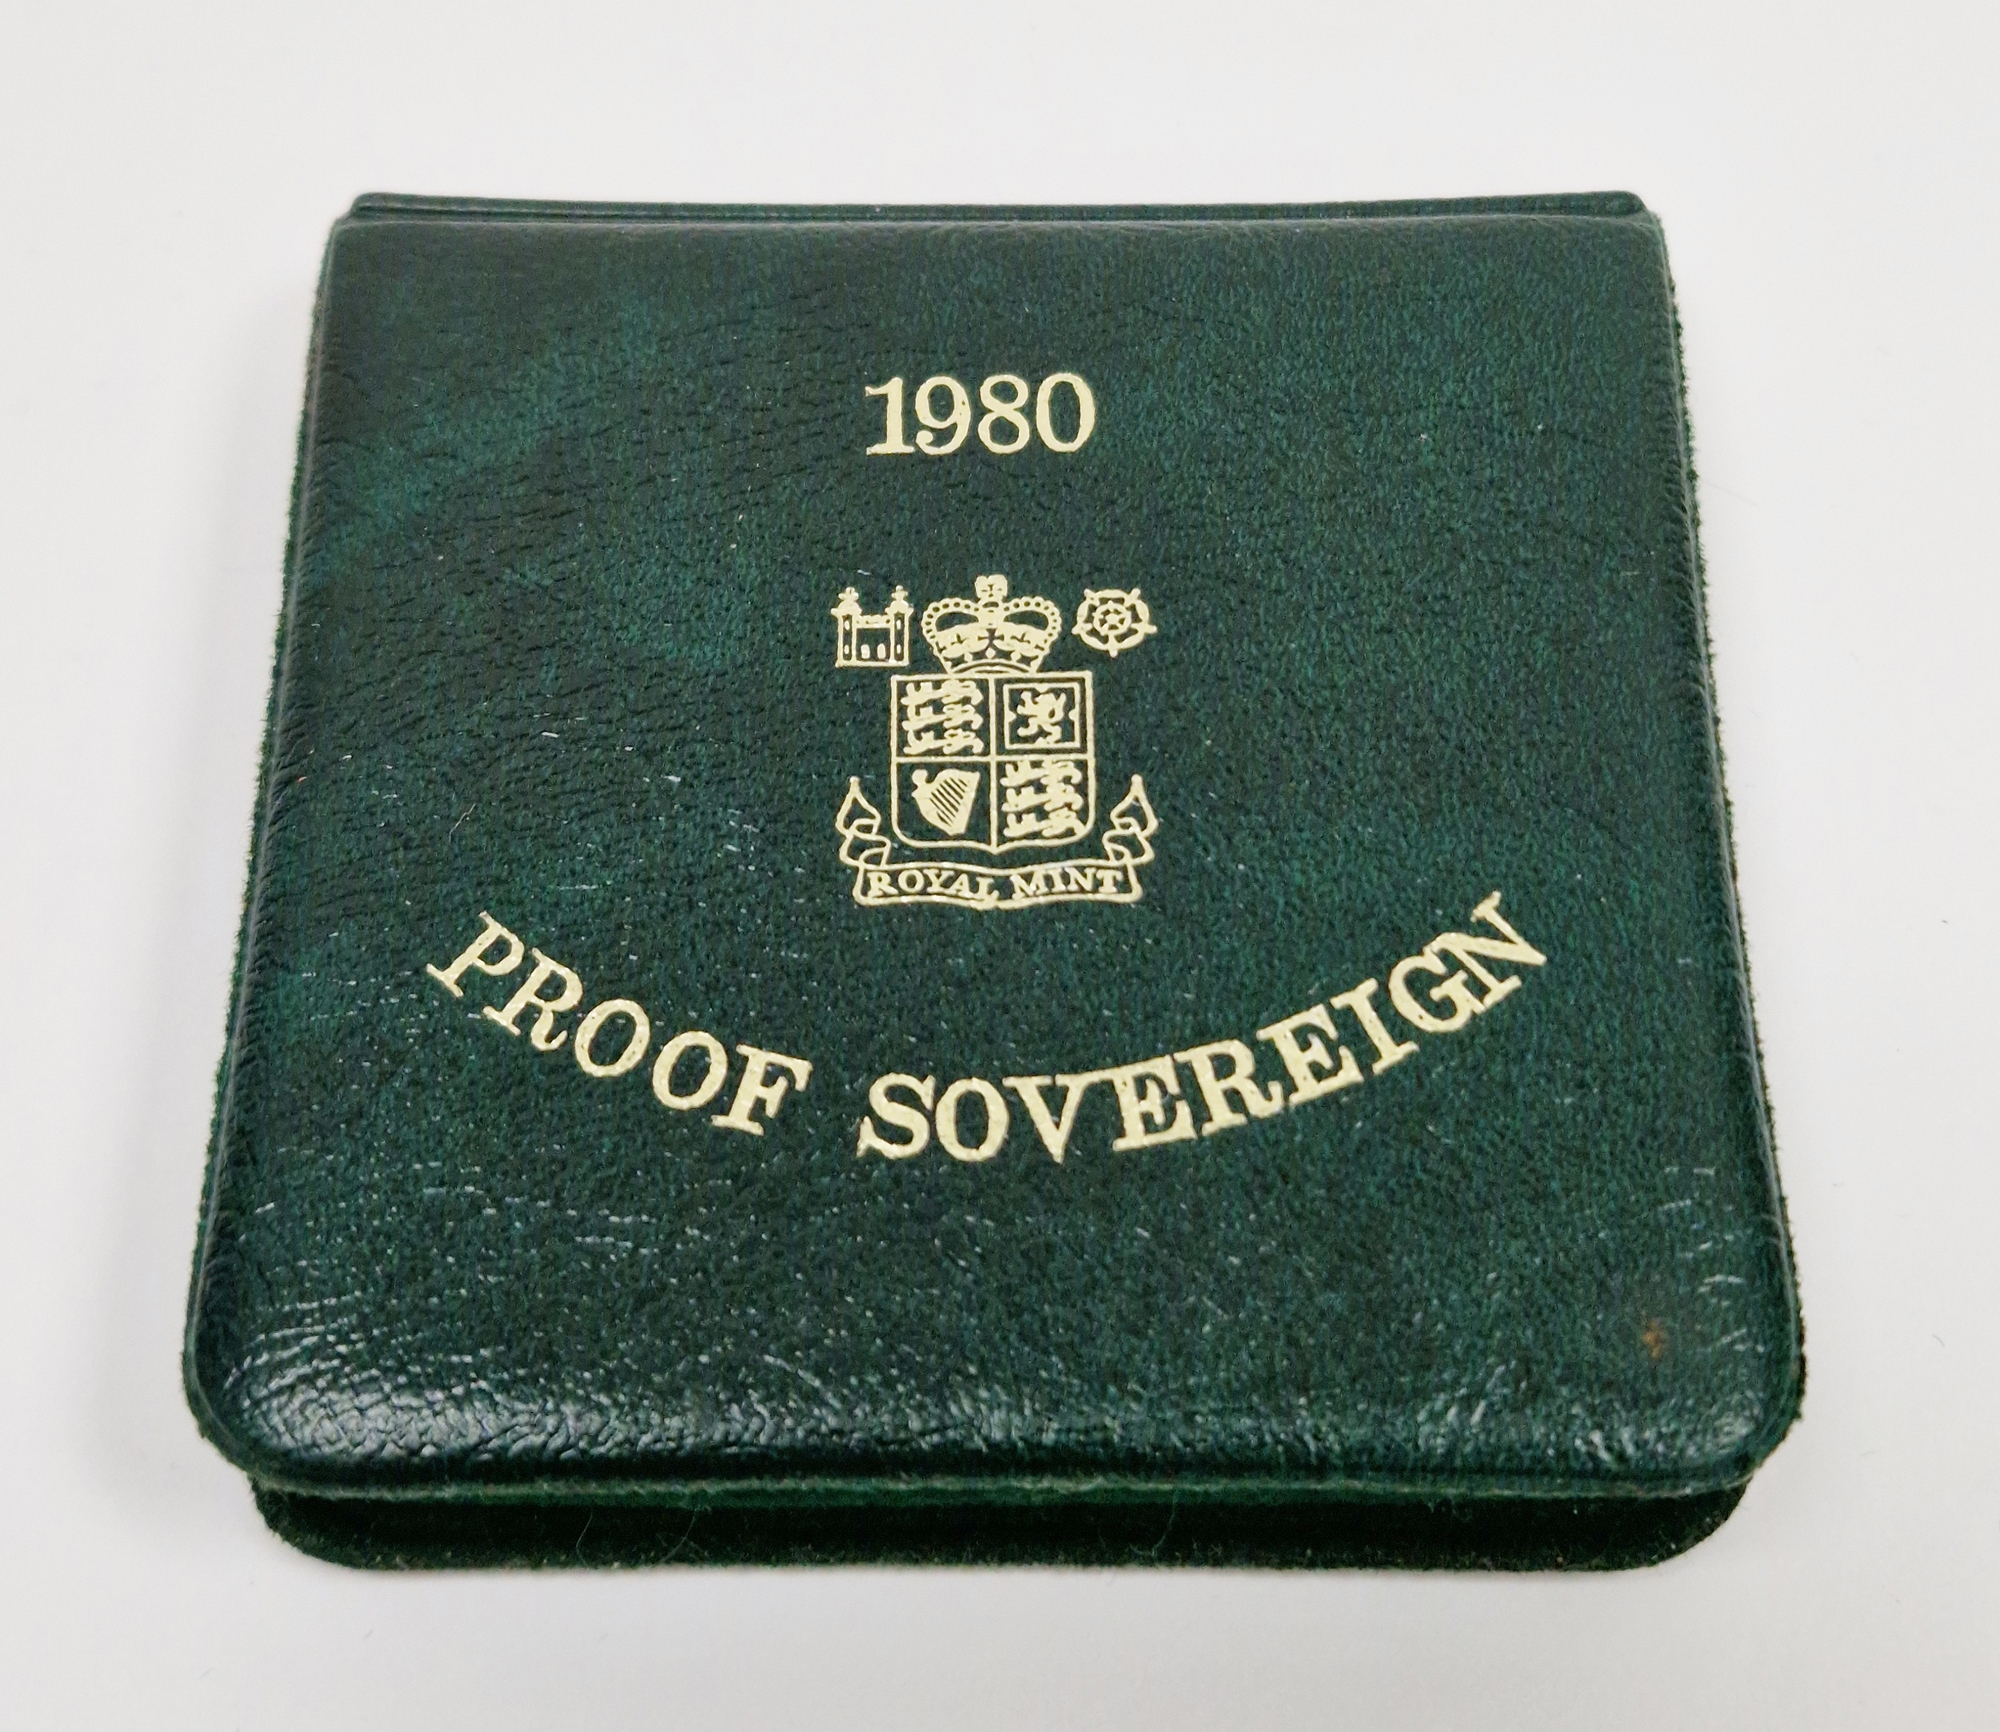 1980
ROYAL MINT
PROOF SOVEREIGN